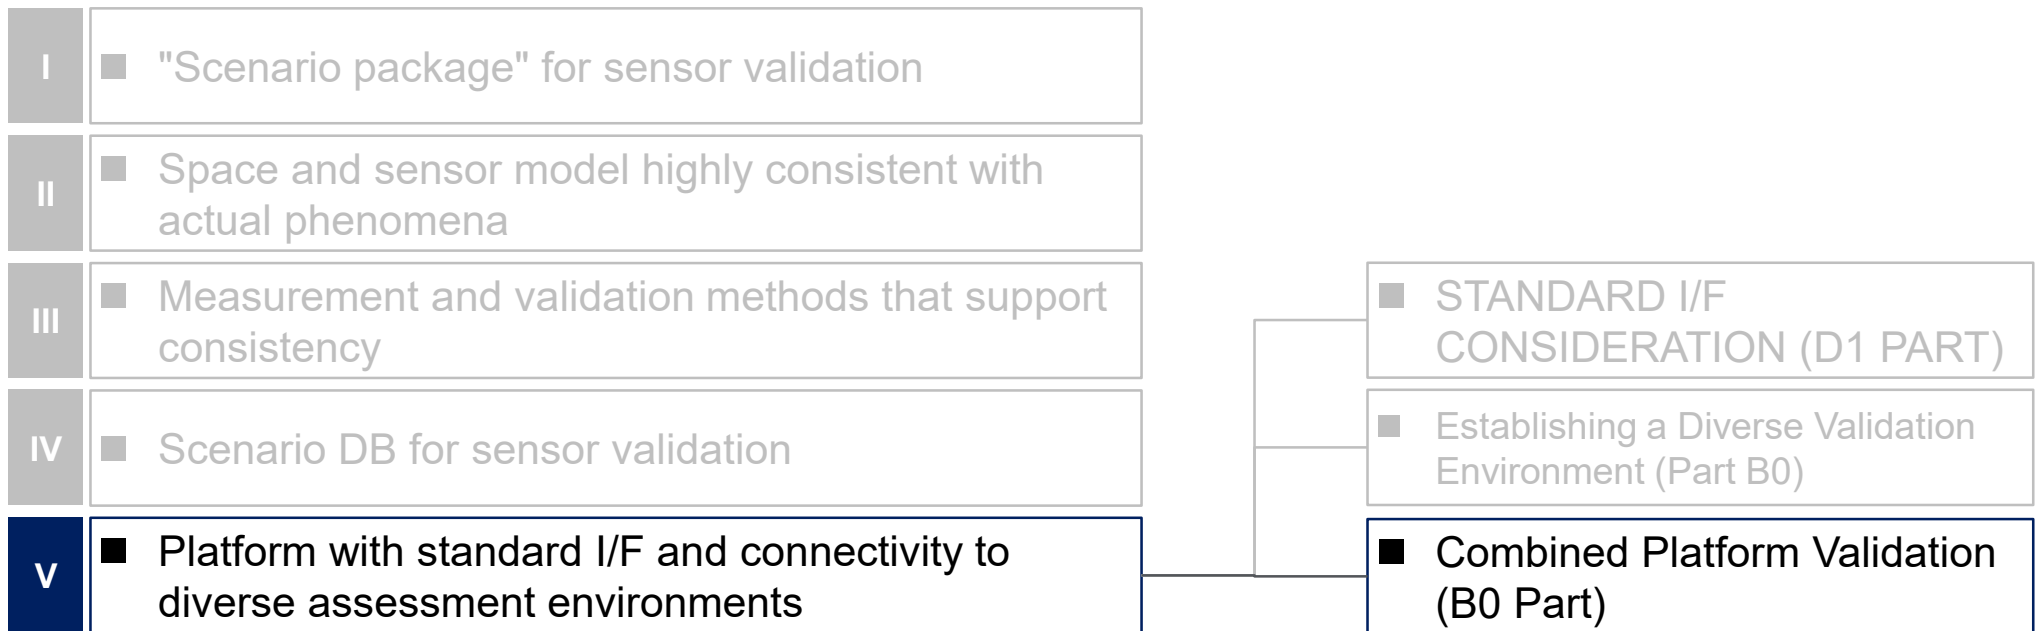 I
■ "Scenario package" for sensor validation
II
■ Space and sensor model highly consistent with
actual phenomena
III
■ Measurement and validation methods that support
consistency
■ STANDARD I/F
CONSIDERATION (D1 PART)
IV
■ Scenario DB for sensor validation
■ Establishing a Diverse Validation
Environment (Part B0)
V
■ Platform with standard I/F and connectivity to
diverse assessment environments
■ Combined Platform Validation
(B0 Part)